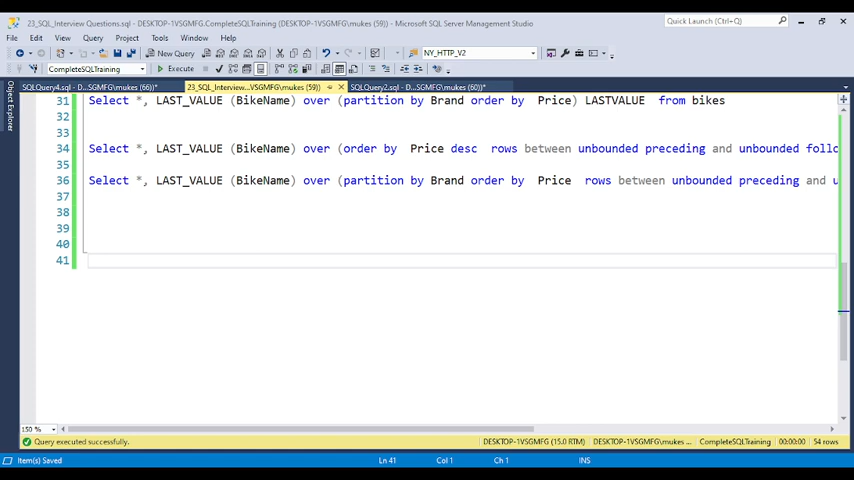 23_SQL_Interview Questions.sql - DESKTOP-1VSGMFG.CompleteSQLTraining (DESKTOP-1VSGMFG\mukes (59)) - Microsoft SQL Server Management Studio
Quick Launch (Ctrl+Q)
File Edit View Query Project Tools Window Help
New Query NY_HTTP_V2
CompleteSQLTraining Execute
SQLQuery4.sql - D...SGMFG\mukes (66))* 23_SQL_Interview...VSGMFG\mukes (59)) SQLQuery2.sql - D...SGMFG\mukes (60))*
Object Explorer
31 Select *, LAST_VALUE (BikeName) over (partition by Brand order by Price) LASTVALUE from bikes
32
33
34 Select *, LAST_VALUE (BikeName) over (order by Price desc rows between unbounded preceding and unbounded follo
35
36 Select *, LAST_VALUE (BikeName) over (partition by Brand order by Price rows between unbounded preceding and u
37
38
39
40
41
150 %
Query executed successfully. DESKTOP-1VSGMFG (15.0 RTM) DESKTOP-1VSGMFG\mukes ... CompleteSQLTraining 00:00:00 54 rows
Item(s) Saved Ln 41 Col 1 Ch 1 INS